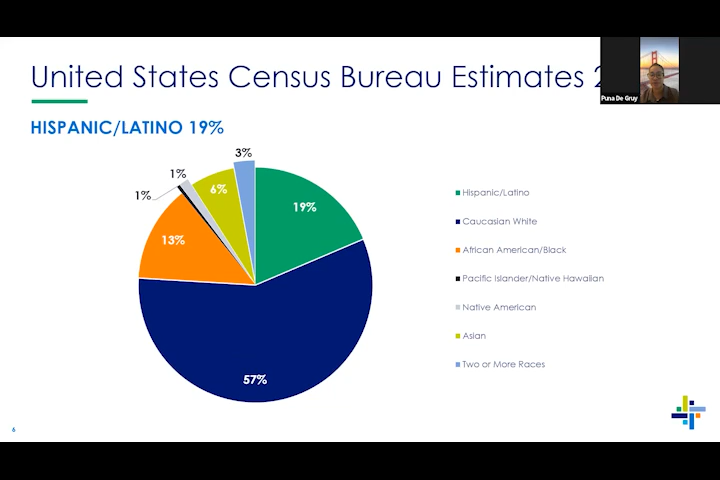 United States Census Bureau Estimates 2
Puna De Gruy
HISPANIC/LATINO 19%
3%
1%
1%
6%
19%
13%
57%
Hispanic/Latino
Caucasian White
African American/Black
Pacific Islander/Native Hawaiian
Native American
Asian
Two or More Races
6